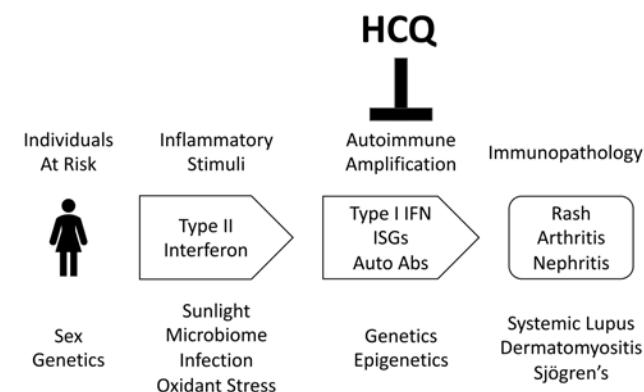 HCQ
Individuals
At Risk
Inflammatory
Stimuli
Autoimmune
Amplification
Immunopathology
Type II
Interferon
Type I IFN
ISGs
Auto Abs
Rash
Arthritis
Nephritis
Sex
Genetics
Sunlight
Microbiome
Infection
Oxidant Stress
Genetics
Epigenetics
Systemic Lupus
Dermatomyositis
Sjögren's